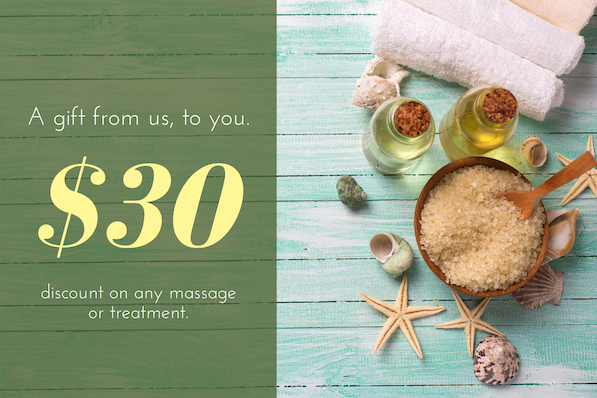 A gift from us, to you.
$30
discount on any massage
or treatment.